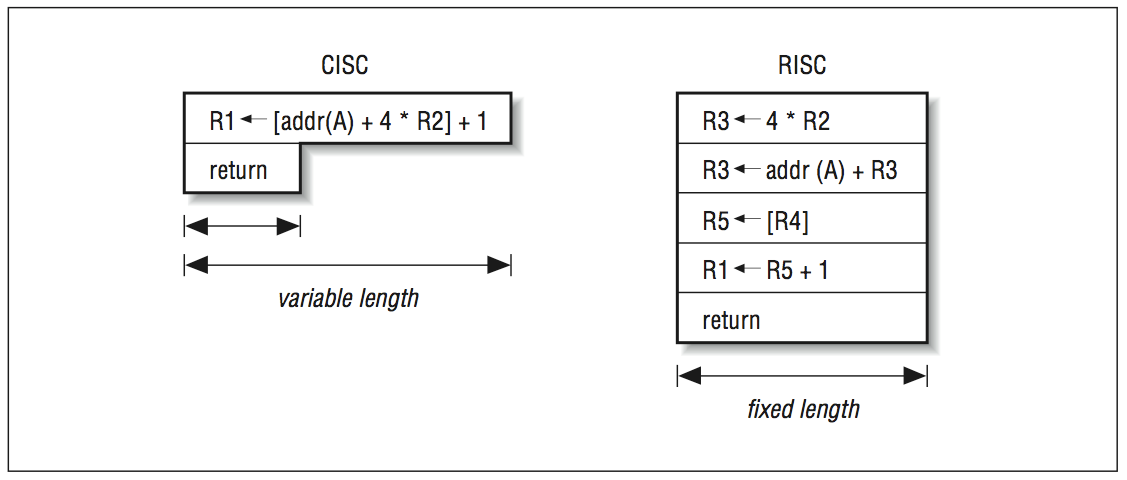 CISC
R1 ← [addr(A) + 4 * R2] + 1
return
variable length
RISC
R3 ← 4 * R2
R3 ← addr (A) + R3
R5 ← [R4]
R1 ← R5 + 1
return
fixed length